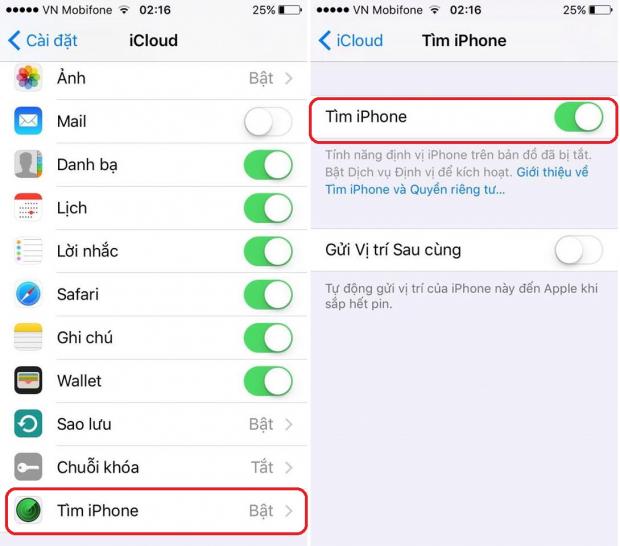 VN Mobifone 02:16 25%
Cài đặt iCloud
Ảnh Bật
Mail
Danh bạ
Lịch
Lời nhắc
Safari
Ghi chú
Wallet
Sao lưu Bật
Chuỗi khóa Tắt
Tìm iPhone Bật
VN Mobifone 02:16 25%
iCloud Tìm iPhone
Tìm iPhone
Tính năng định vị iPhone trên bản đồ đã bị tắt.
Bật Dịch vụ Định vị để kích hoạt. Giới thiệu về
Tìm iPhone và Quyền riêng tư...
Gửi Vị trí Sau cùng
Tự động gửi vị trí của iPhone này đến Apple khi
sắp hết pin.